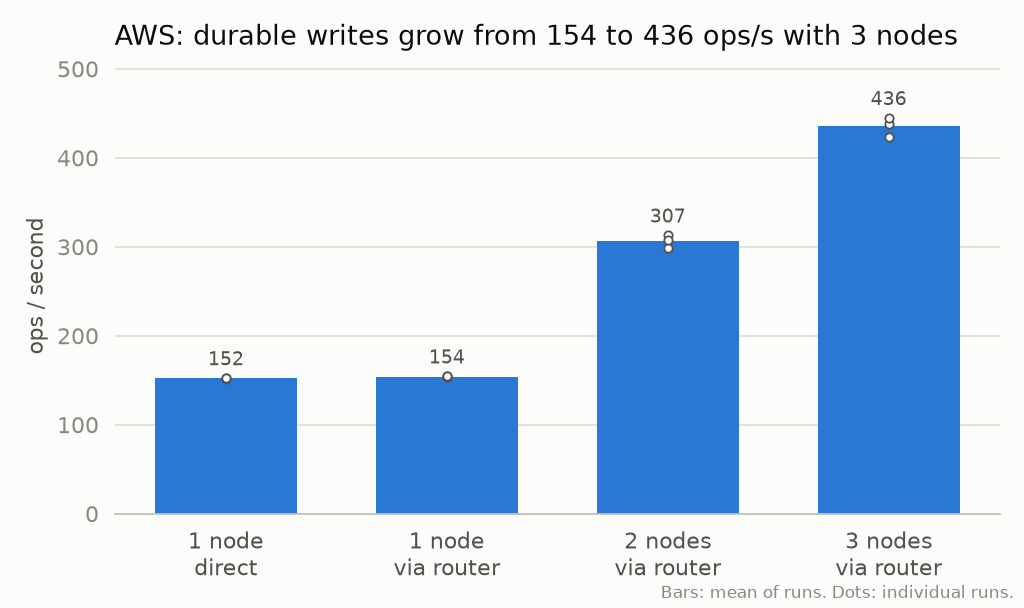 AWS: durable writes grow from 154 to 436 ops/s with 3 nodes
500
400
300
200
100
0
ops / second
152
154
307
436
1 node
direct
1 node
via router
2 nodes
via router
3 nodes
via router
Bars: mean of runs. Dots: individual runs.